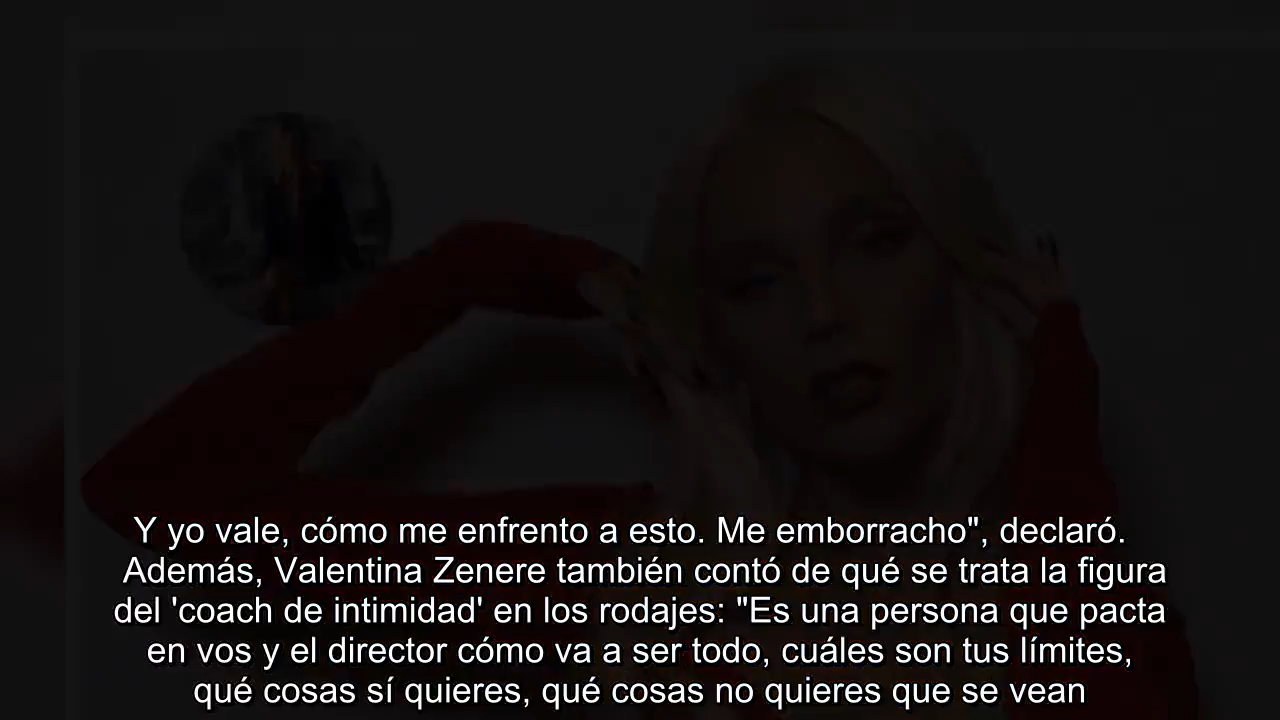 Y yo vale, cómo me enfrento a esto. Me emborracho", declaró.
Además, Valentina Zenere también contó de qué se trata la figura
del 'coach de intimidad' en los rodajes: "Es una persona que pacta
en vos y el director cómo va a ser todo, cuáles son tus límites,
qué cosas sí quieres, qué cosas no quieres que se vean